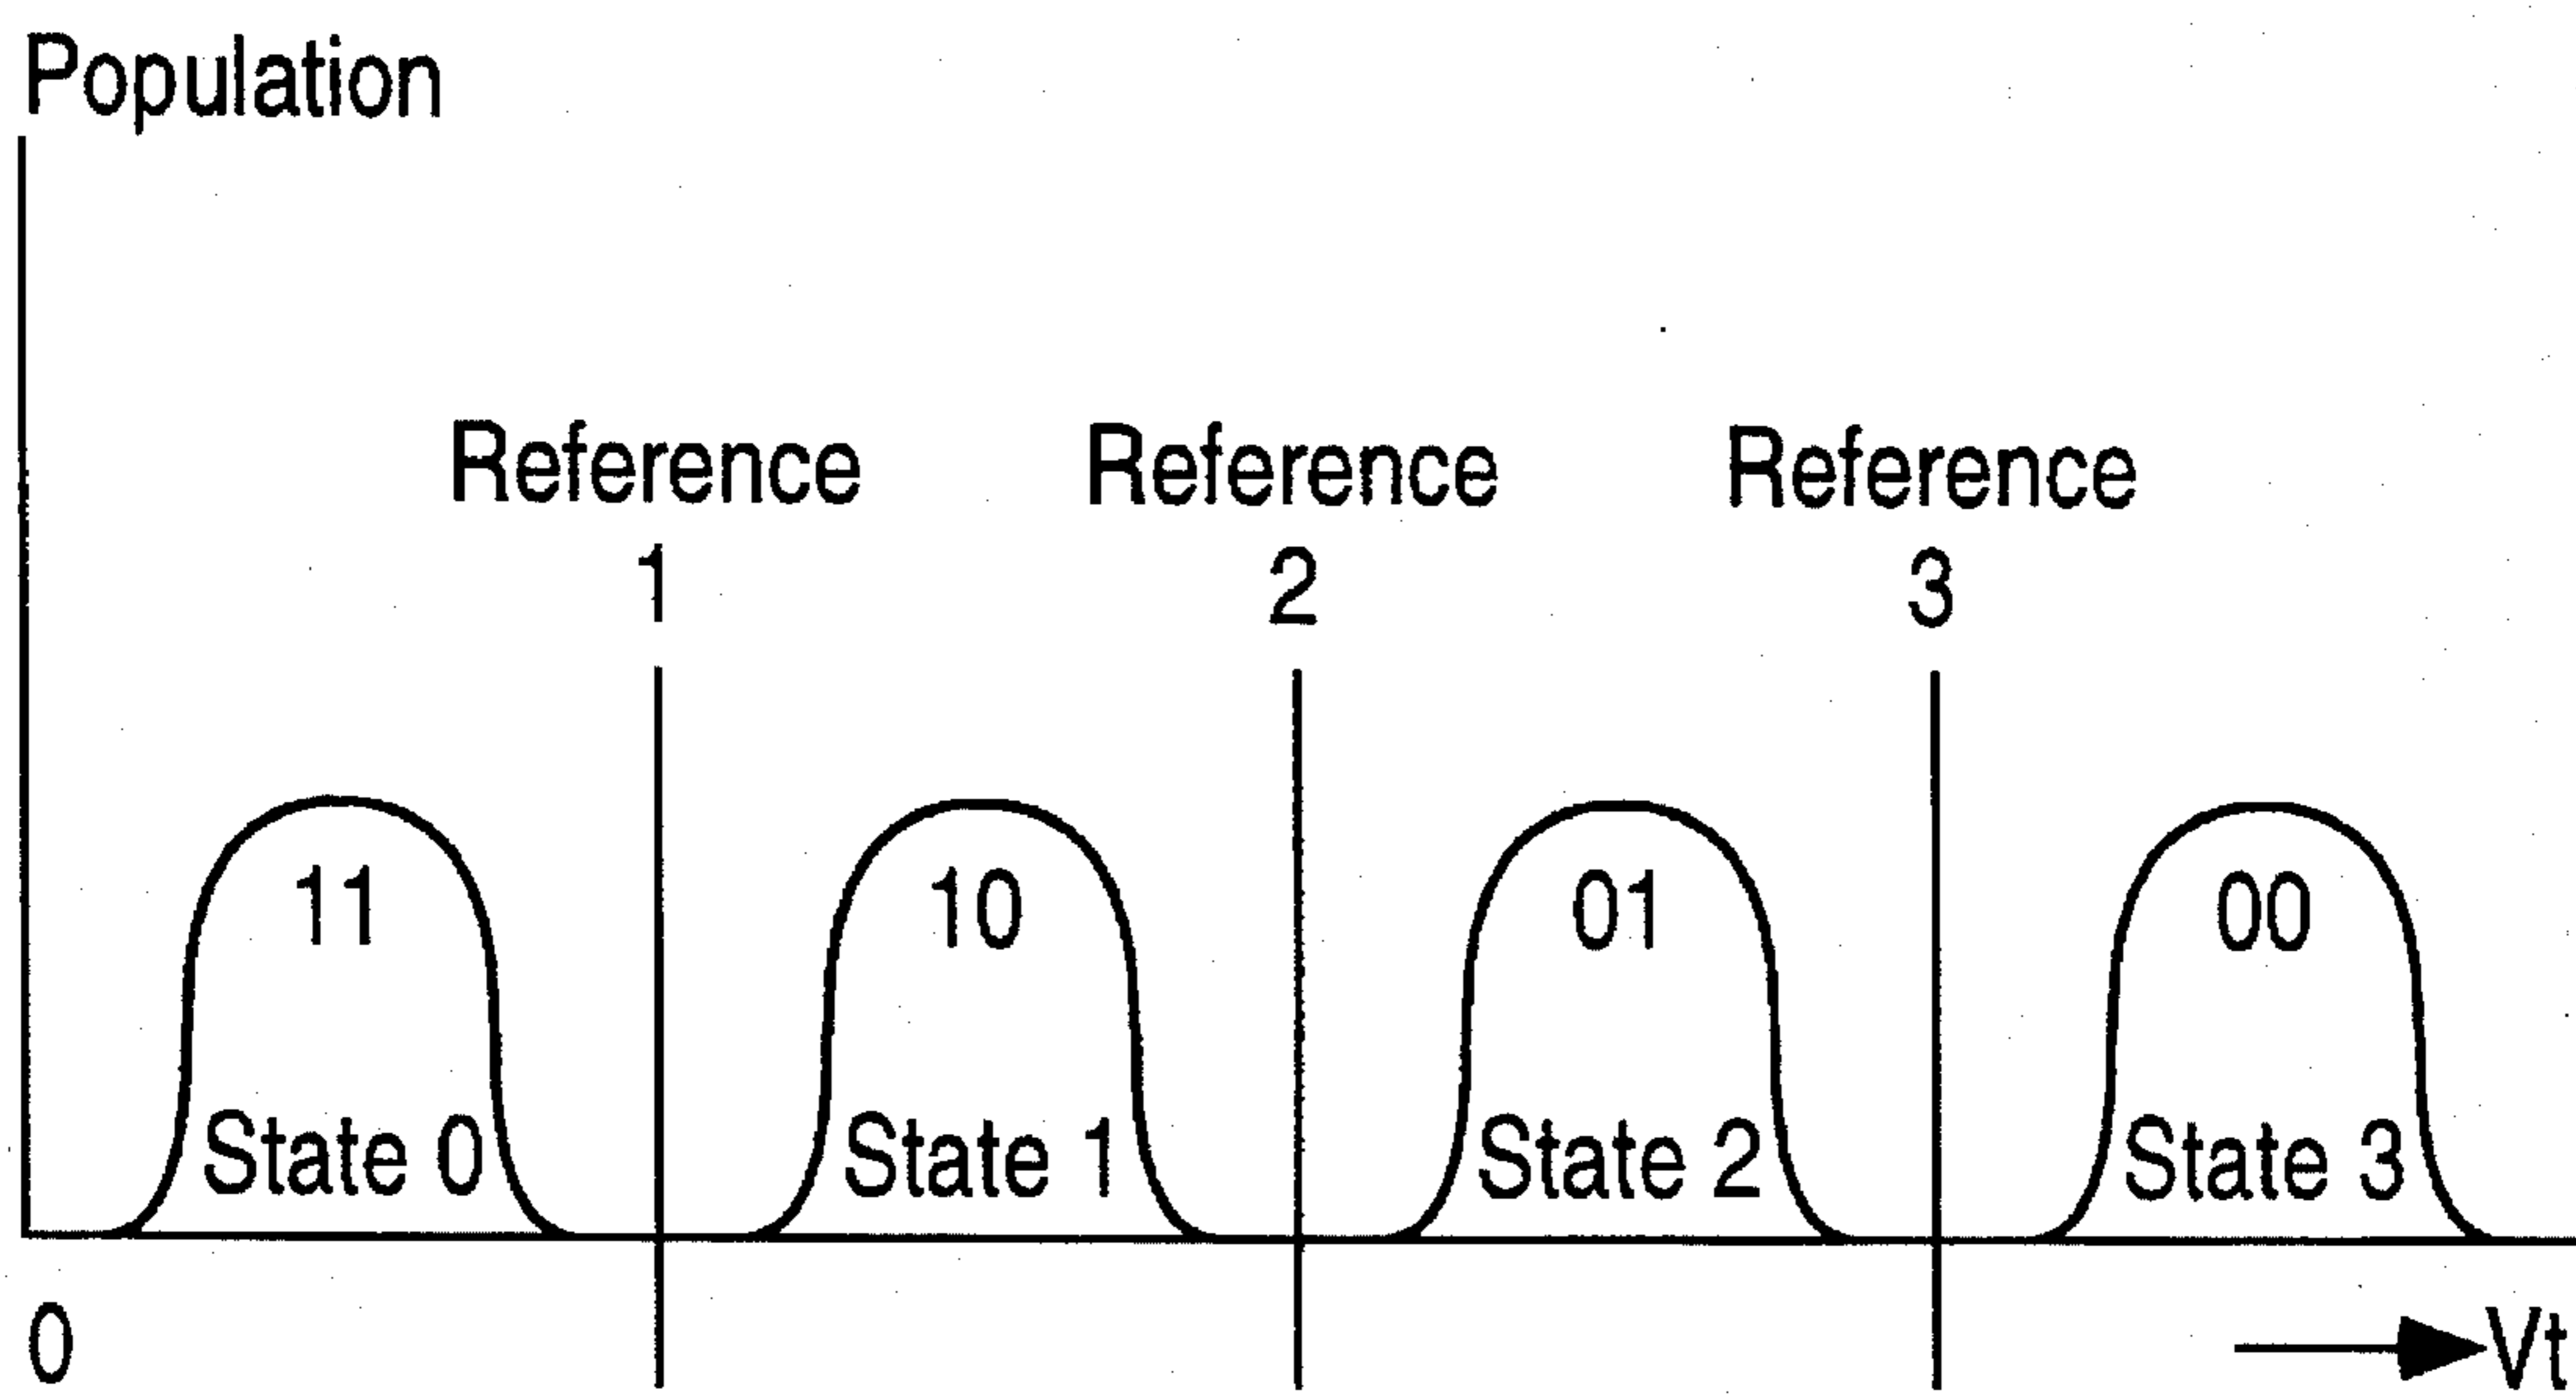 Population
Reference Reference Reference
1 2 3
11 10 01 00
State 0 State 1 State 2 State 3
0 Vt